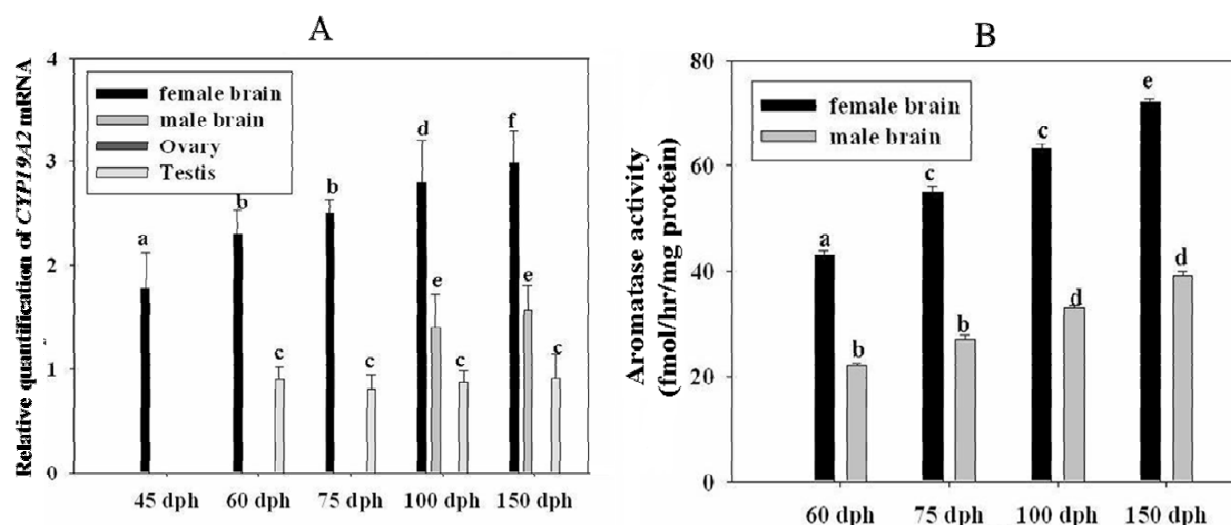 A
Relative quantification of CYP19A2 mRNA
4
3
2
1
0
female brain
male brain
Ovary
Testis
a
b
c
b
c
d
e
c
f
e
c
45 dph 60 dph 75 dph 100 dph 150 dph
B
Aromatase activity
(fmol/hr/mg protein)
80
60
40
20
0
female brain
male brain
a
b
c
b
c
d
e
d
60 dph 75 dph 100 dph 150 dph